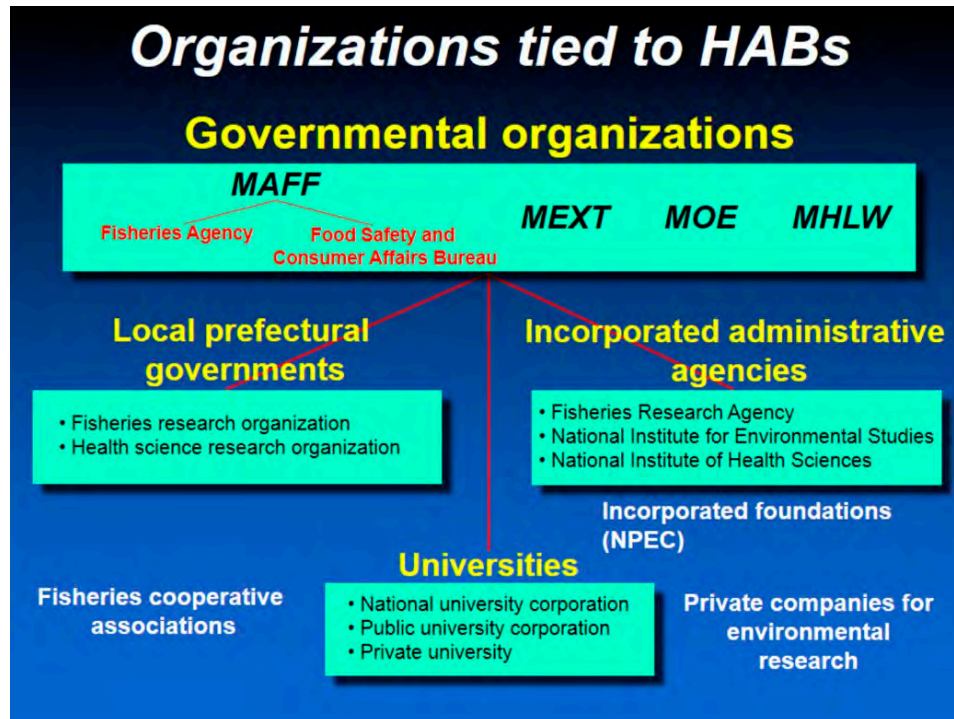 Organizations tied to HABs
Governmental organizations
MAFF
Fisheries Agency
Food Safety and
Consumer Affairs Bureau
MEXT
MOE
MHLW
Local prefectural
governments
• Fisheries research organization
• Health science research organization
Incorporated administrative
agencies
• Fisheries Research Agency
• National Institute for Environmental Studies
• National Institute of Health Sciences
Incorporated foundations
(NPEC)
Fisheries cooperative
associations
Universities
• National university corporation
• Public university corporation
• Private university
Private companies for
environmental
research